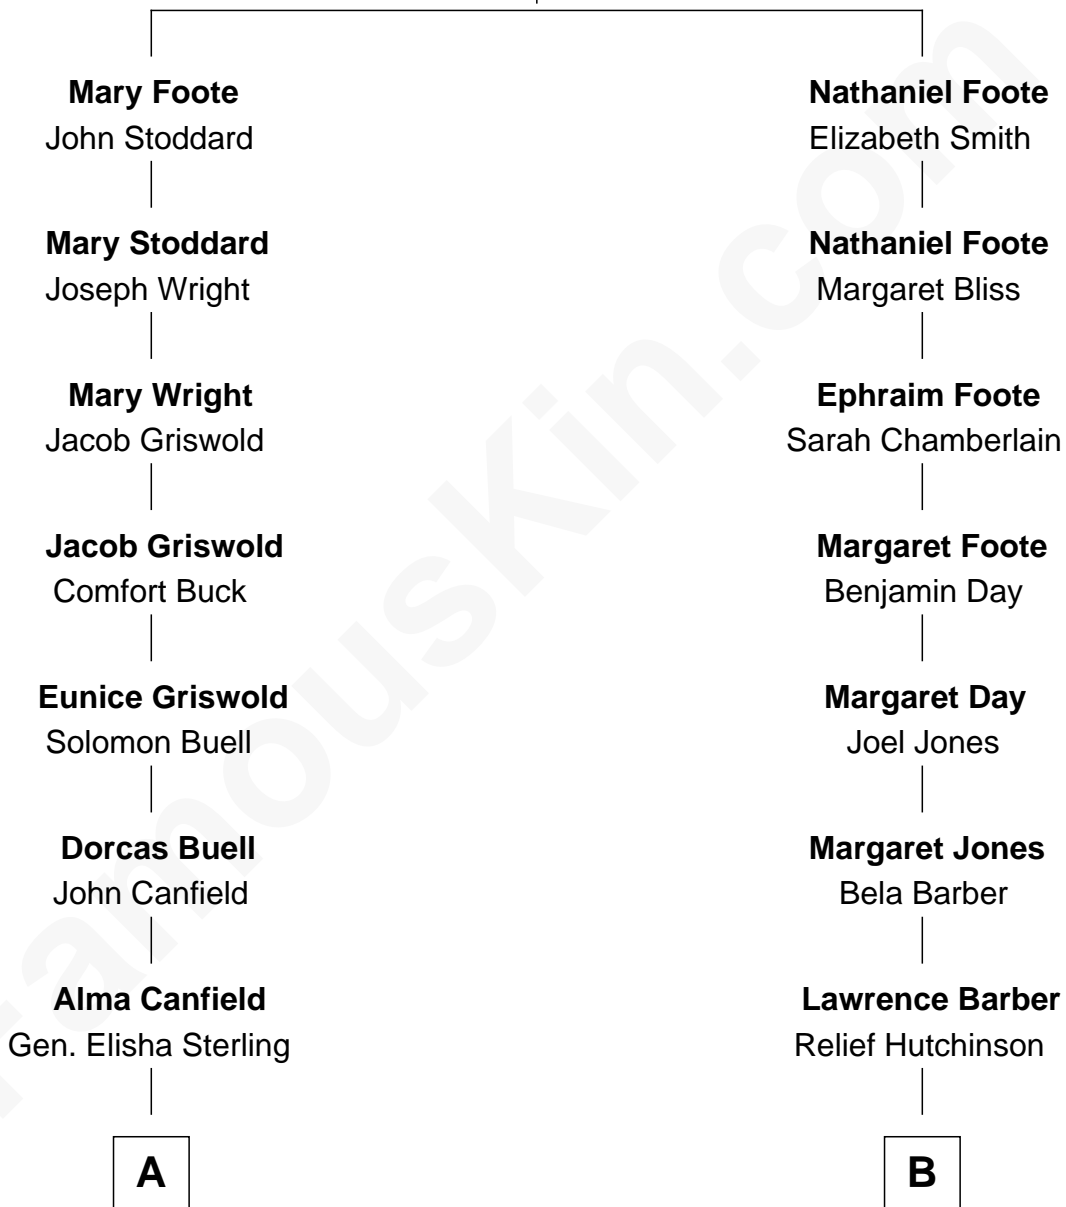 Mary Foote
John Stoddard
Nathaniel Foote
Elizabeth Smith
Mary Stoddard
Joseph Wright
Nathaniel Foote
Margaret Bliss
Mary Wright
Jacob Griswold
Ephraim Foote
Sarah Chamberlain
Jacob Griswold
Comfort Buck
Margaret Foote
Benjamin Day
Eunice Griswold
Solomon Buell
Margaret Day
Joel Jones
Dorcas Buell
John Canfield
Margaret Jones
Bela Barber
Alma Canfield
Gen. Elisha Sterling
Lawrence Barber
Relief Hutchinson
A
B
FamousKin.com